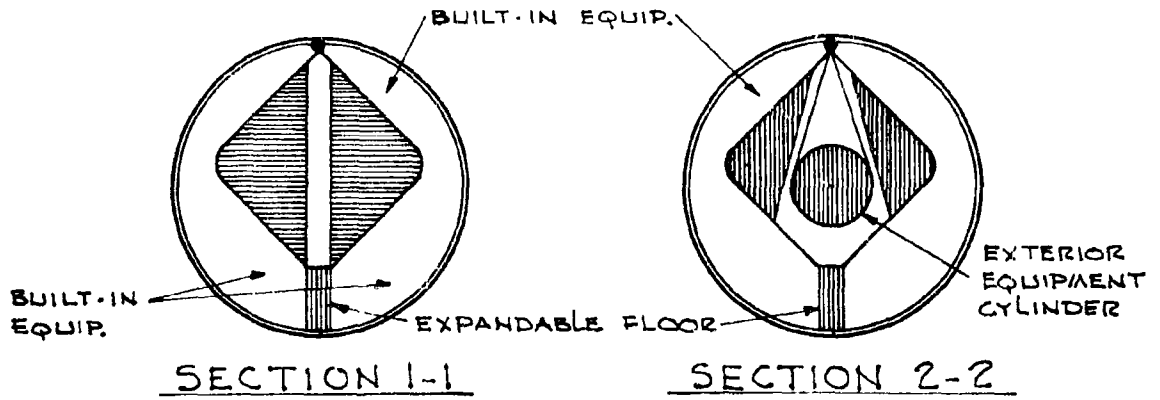 BUILT-IN EQUIP.
BUILT-IN
EQUIP.
EXPANDABLE FLOOR
EXTERIOR
EQUIPMENT
CYLINDER
SECTION 1-1
SECTION 2-2